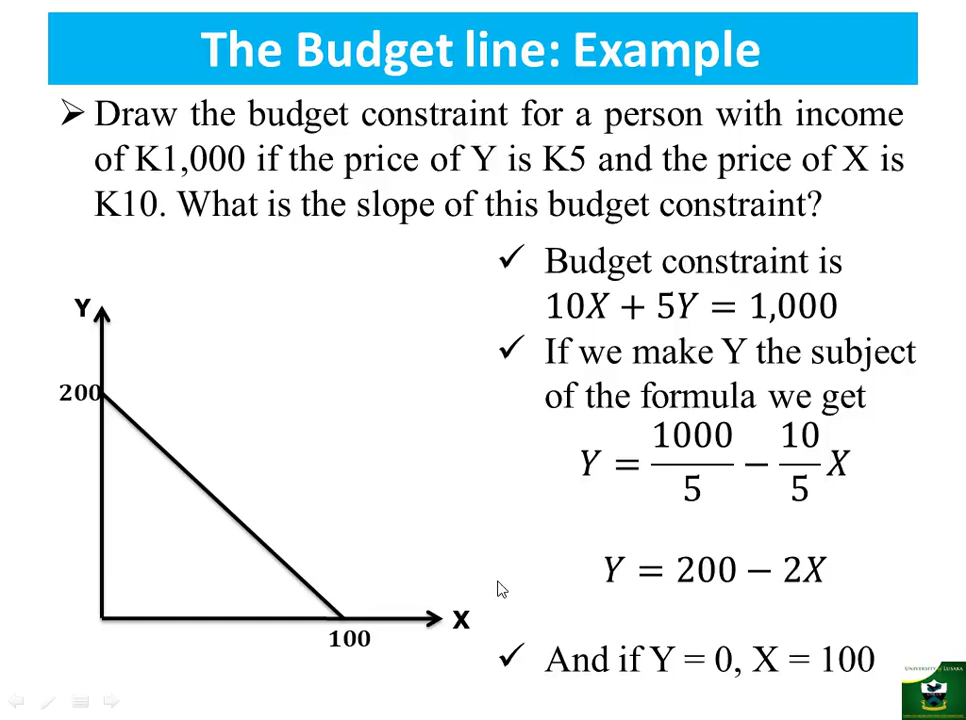 The Budget line: Example
➢ Draw the budget constraint for a person with income
of K1,000 if the price of Y is K5 and the price of X is
K10. What is the slope of this budget constraint?
✓ Budget constraint is
10X + 5Y = 1,000
✓ If we make Y the subject
of the formula we get
Y = 1000/5 − 10/5 X
Y = 200 − 2X
✓ And if Y = 0, X = 100
Y
200
100
X
UNIVERSITY OF LUSAKA